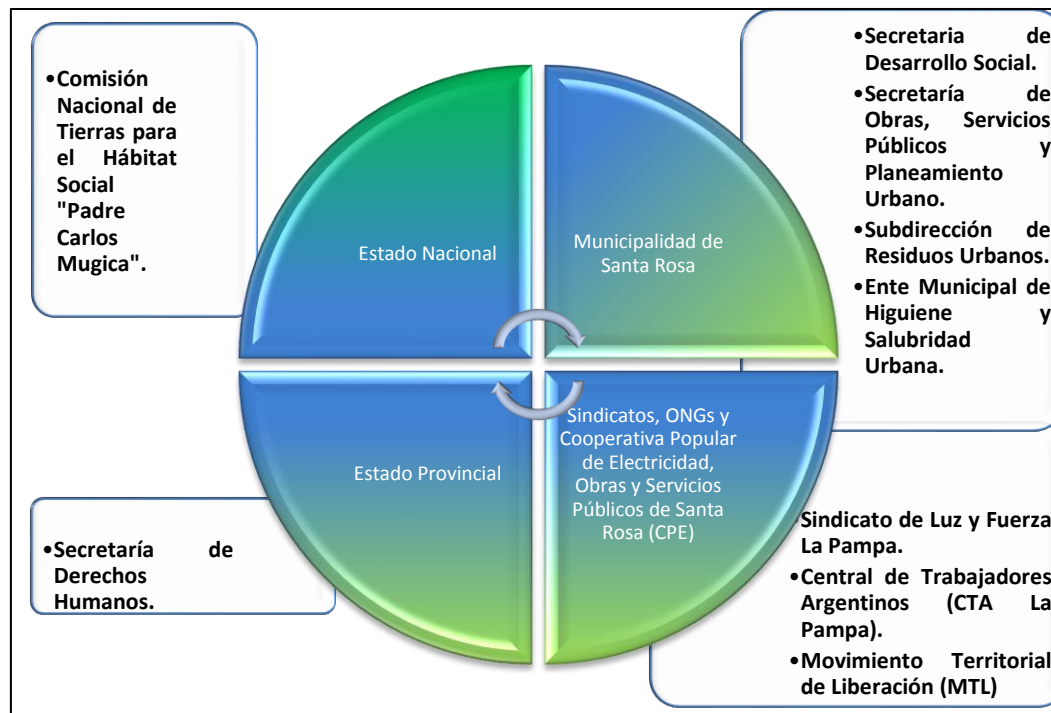 •Comisión
Nacional de
Tierras para
el Hábitat
Social
"Padre
Carlos
Mugica".
Estado Nacional
Municipalidad de
Santa Rosa
•Secretaria de
Desarrollo Social.
•Secretaría de
Obras, Servicios
Públicos y
Planeamiento
Urbano.
•Subdirección de
Residuos Urbanos.
•Ente Municipal de
Higuiene y
Salubridad
Urbana.
•Secretaría de
Derechos
Humanos.
Estado Provincial
Sindicatos, ONGs y
Cooperativa Popular
de Electricidad,
Obras y Servicios
Públicos de Santa
Rosa (CPE)
•Sindicato de Luz y Fuerza
La Pampa.
•Central de Trabajadores
Argentinos (CTA La
Pampa).
•Movimiento Territorial
de Liberación (MTL)